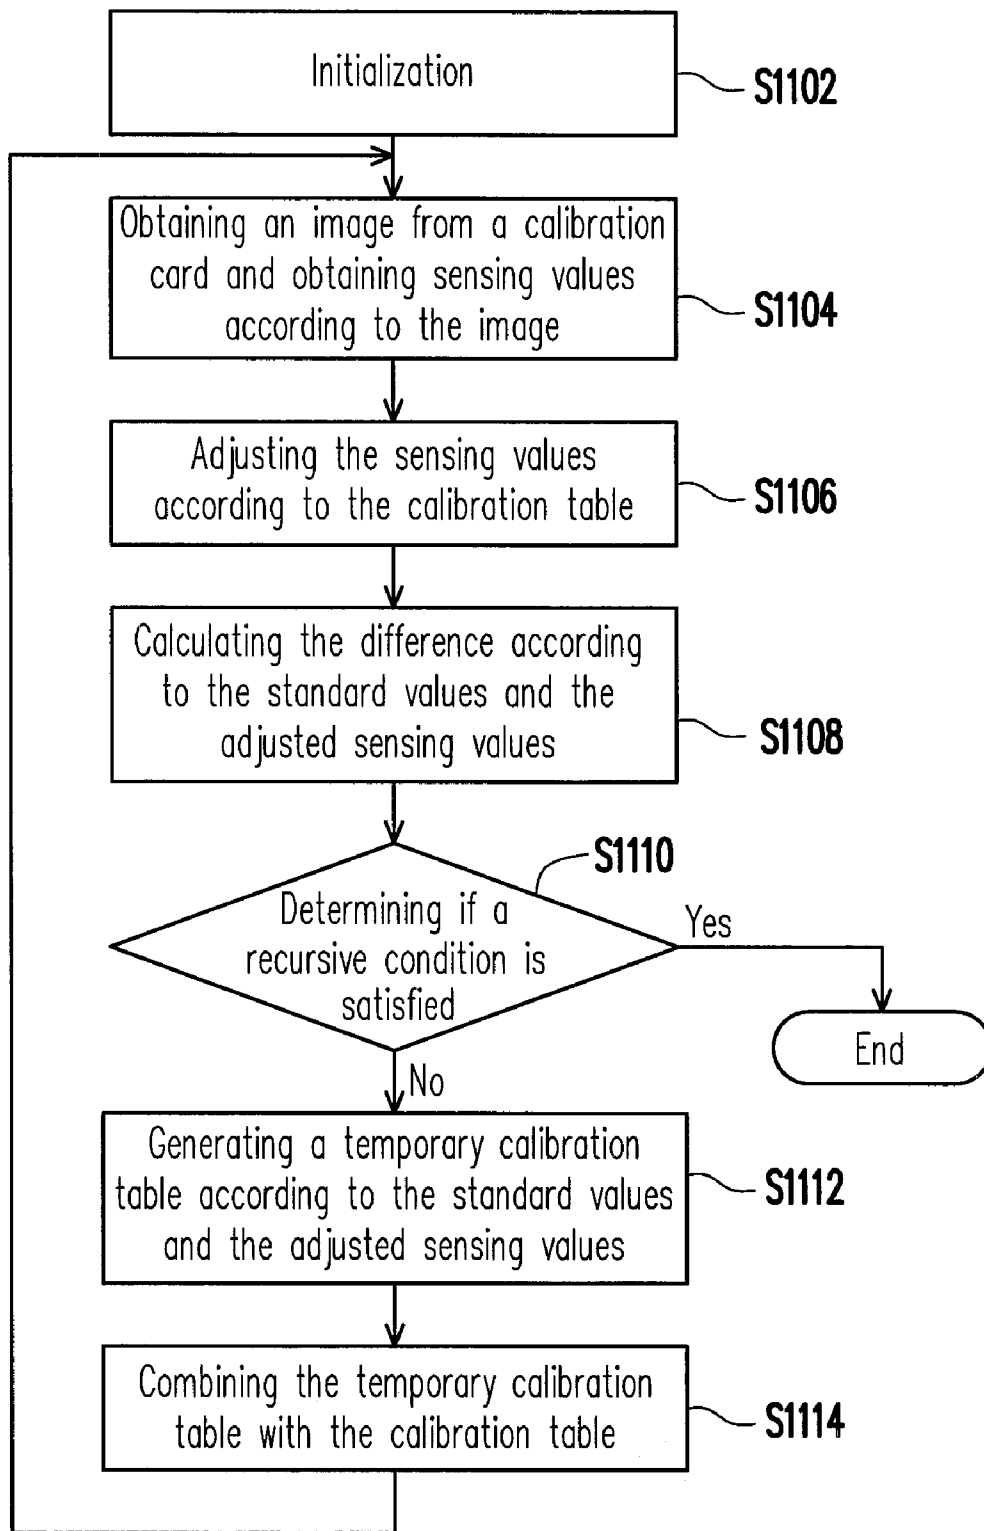 Initialization
S1102
Obtaining an image from a calibration
card and obtaining sensing values
according to the image
S1104
Adjusting the sensing values
according to the calibration table
S1106
Calculating the difference according
to the standard values and the
adjusted sensing values
S1108
S1110
Determining if a
recursive condition is
satisfied
Yes
End
No
Generating a temporary calibration
table according to the standard values
and the adjusted sensing values
S1112
Combining the temporary calibration
table with the calibration table
S1114